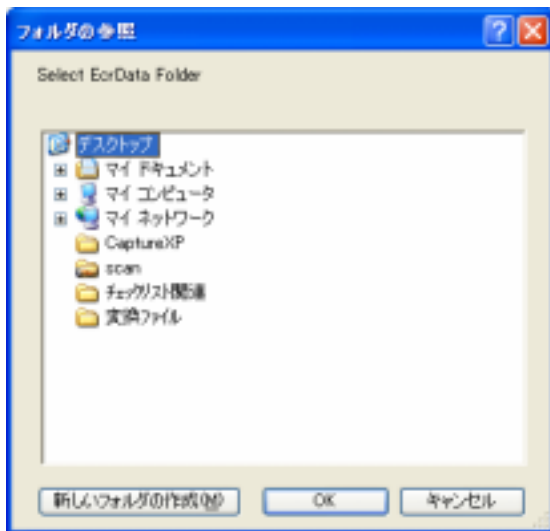 フォルダの参照
Select EcrData Folder
デスクトップ
マイ ドキュメント
マイ コンピュータ
マイ ネットワーク
CaptureXP
scan
チェックリスト関連
変換ファイル
新しいフォルダの作成(M)
OK
キャンセル